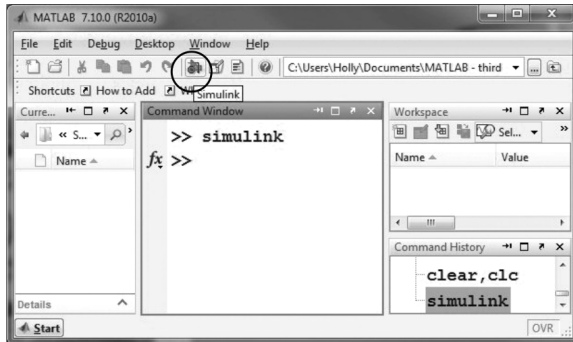 MATLAB 7.10.0 (R2010a)
File Edit Debug Desktop Window Help
C:\Users\Holly\Documents\MATLAB - third
Shortcuts How to Add
Simulink
Curre...
« S...
Name
Details
Command Window
>> simulink
fx >>
Workspace
Sel...
»
Name Value
Command History
clear,clc
simulink
Start
OVR